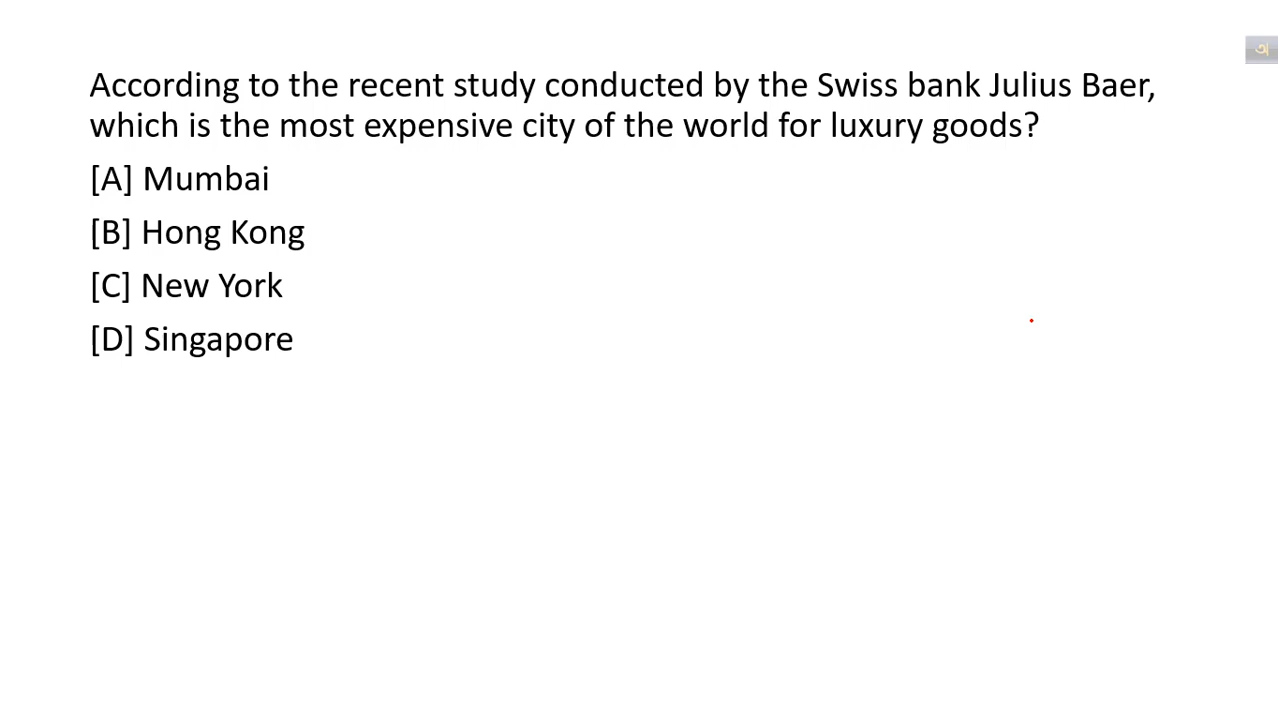 According to the recent study conducted by the Swiss bank Julius Baer,
which is the most expensive city of the world for luxury goods?
[A] Mumbai
[B] Hong Kong
[C] New York
[D] Singapore